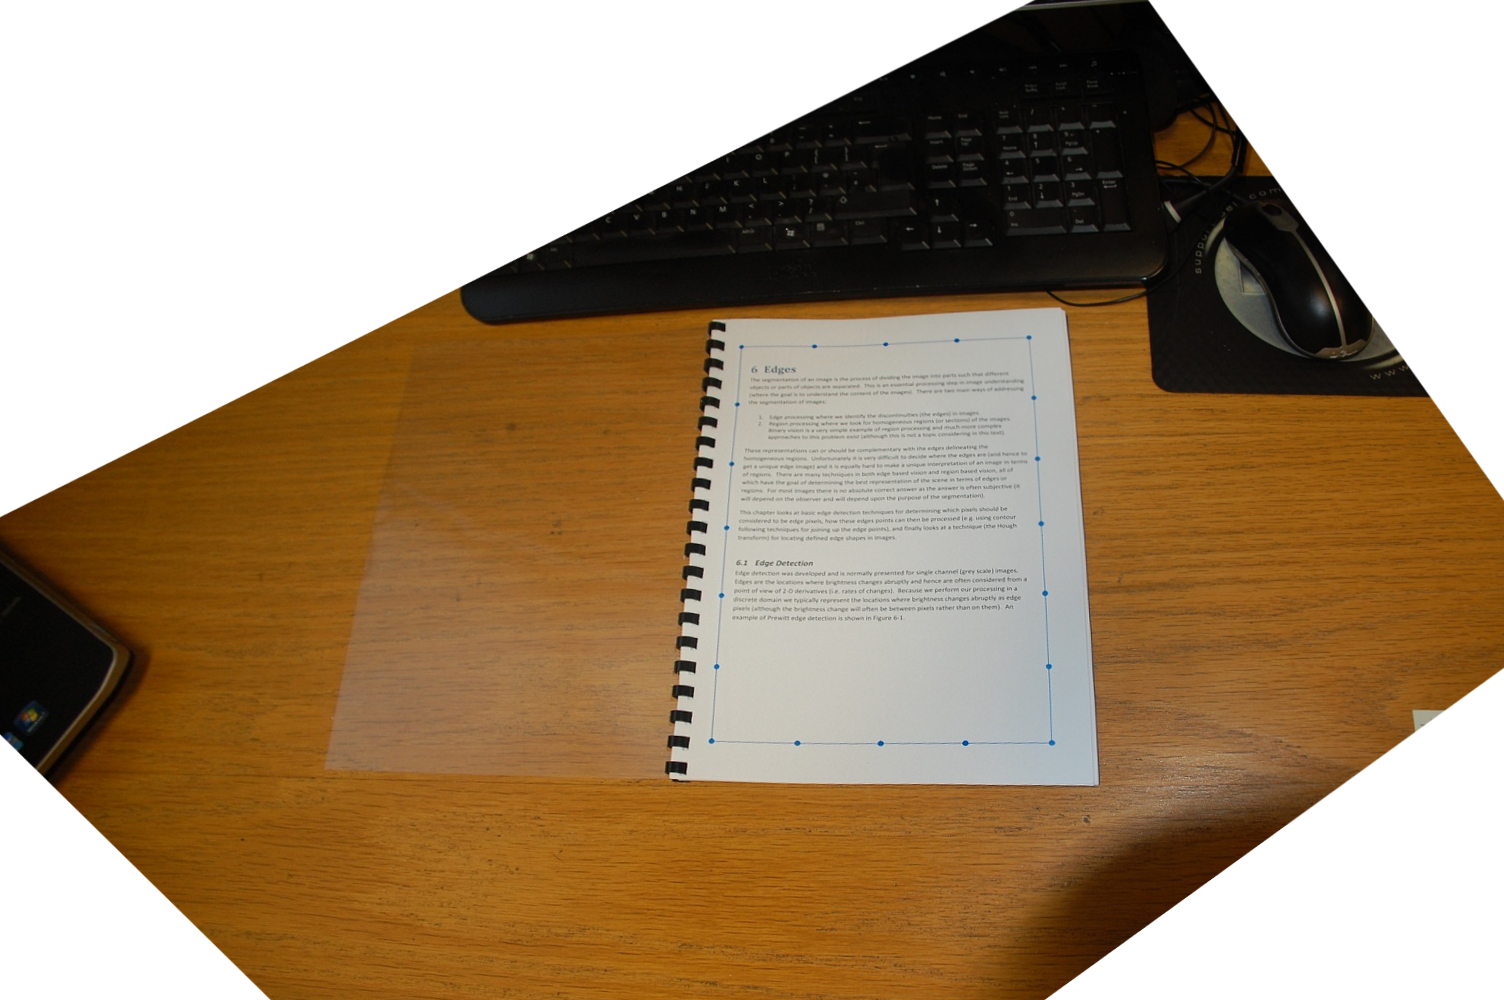 6 Edges
The segmentation of an image is the process of dividing the image into parts such that different
objects or parts of objects are separated. This is an essential processing step in image understanding
(where the goal is to understand the content of the images). There are two main ways of addressing
the segmentation of images:
1. Edge processing where we identify the discontinuities (the edges) in images.
2. Region processing where we look for homogeneous regions (or sections) of the images.
Binary vision is a very simple example of region processing and much more complex
approaches to this problem exist (although this is not a topic considering in this text).
These representations can or should be complementary with the edges delineating the
homogeneous regions. Unfortunately it is very difficult to decide where the edges are (and hence to
get a unique edge image) and it is equally hard to make a unique interpretation of an image in terms
of regions. There are many techniques in both edge based vision and region based vision, all of
which have the goal of determining the best representation of the scene in terms of edges or
regions. For most images there is no absolute correct answer as the answer is often subjective (it
will depend on the observer and will depend upon the purpose of the segmentation).
This chapter looks at basic edge detection techniques for determining which pixels should be
considered to be edge pixels, how these edges points can then be processed (e.g. using contour
following techniques for joining up the edge points), and finally looks at a technique (the Hough
transform) for locating defined edge shapes in images.
6.1 Edge Detection
Edge detection was developed and is normally presented for single channel (grey scale) images.
Edges are the locations where brightness changes abruptly and hence are often considered from a
point of view of 2-D derivatives (i.e. rates of changes). Because we perform our processing in a
discrete domain we typically represent the locations where brightness changes abruptly as edge
pixels (although the brightness change will often be between pixels rather than on them). An
example of Prewitt edge detection is shown in Figure 6-1.